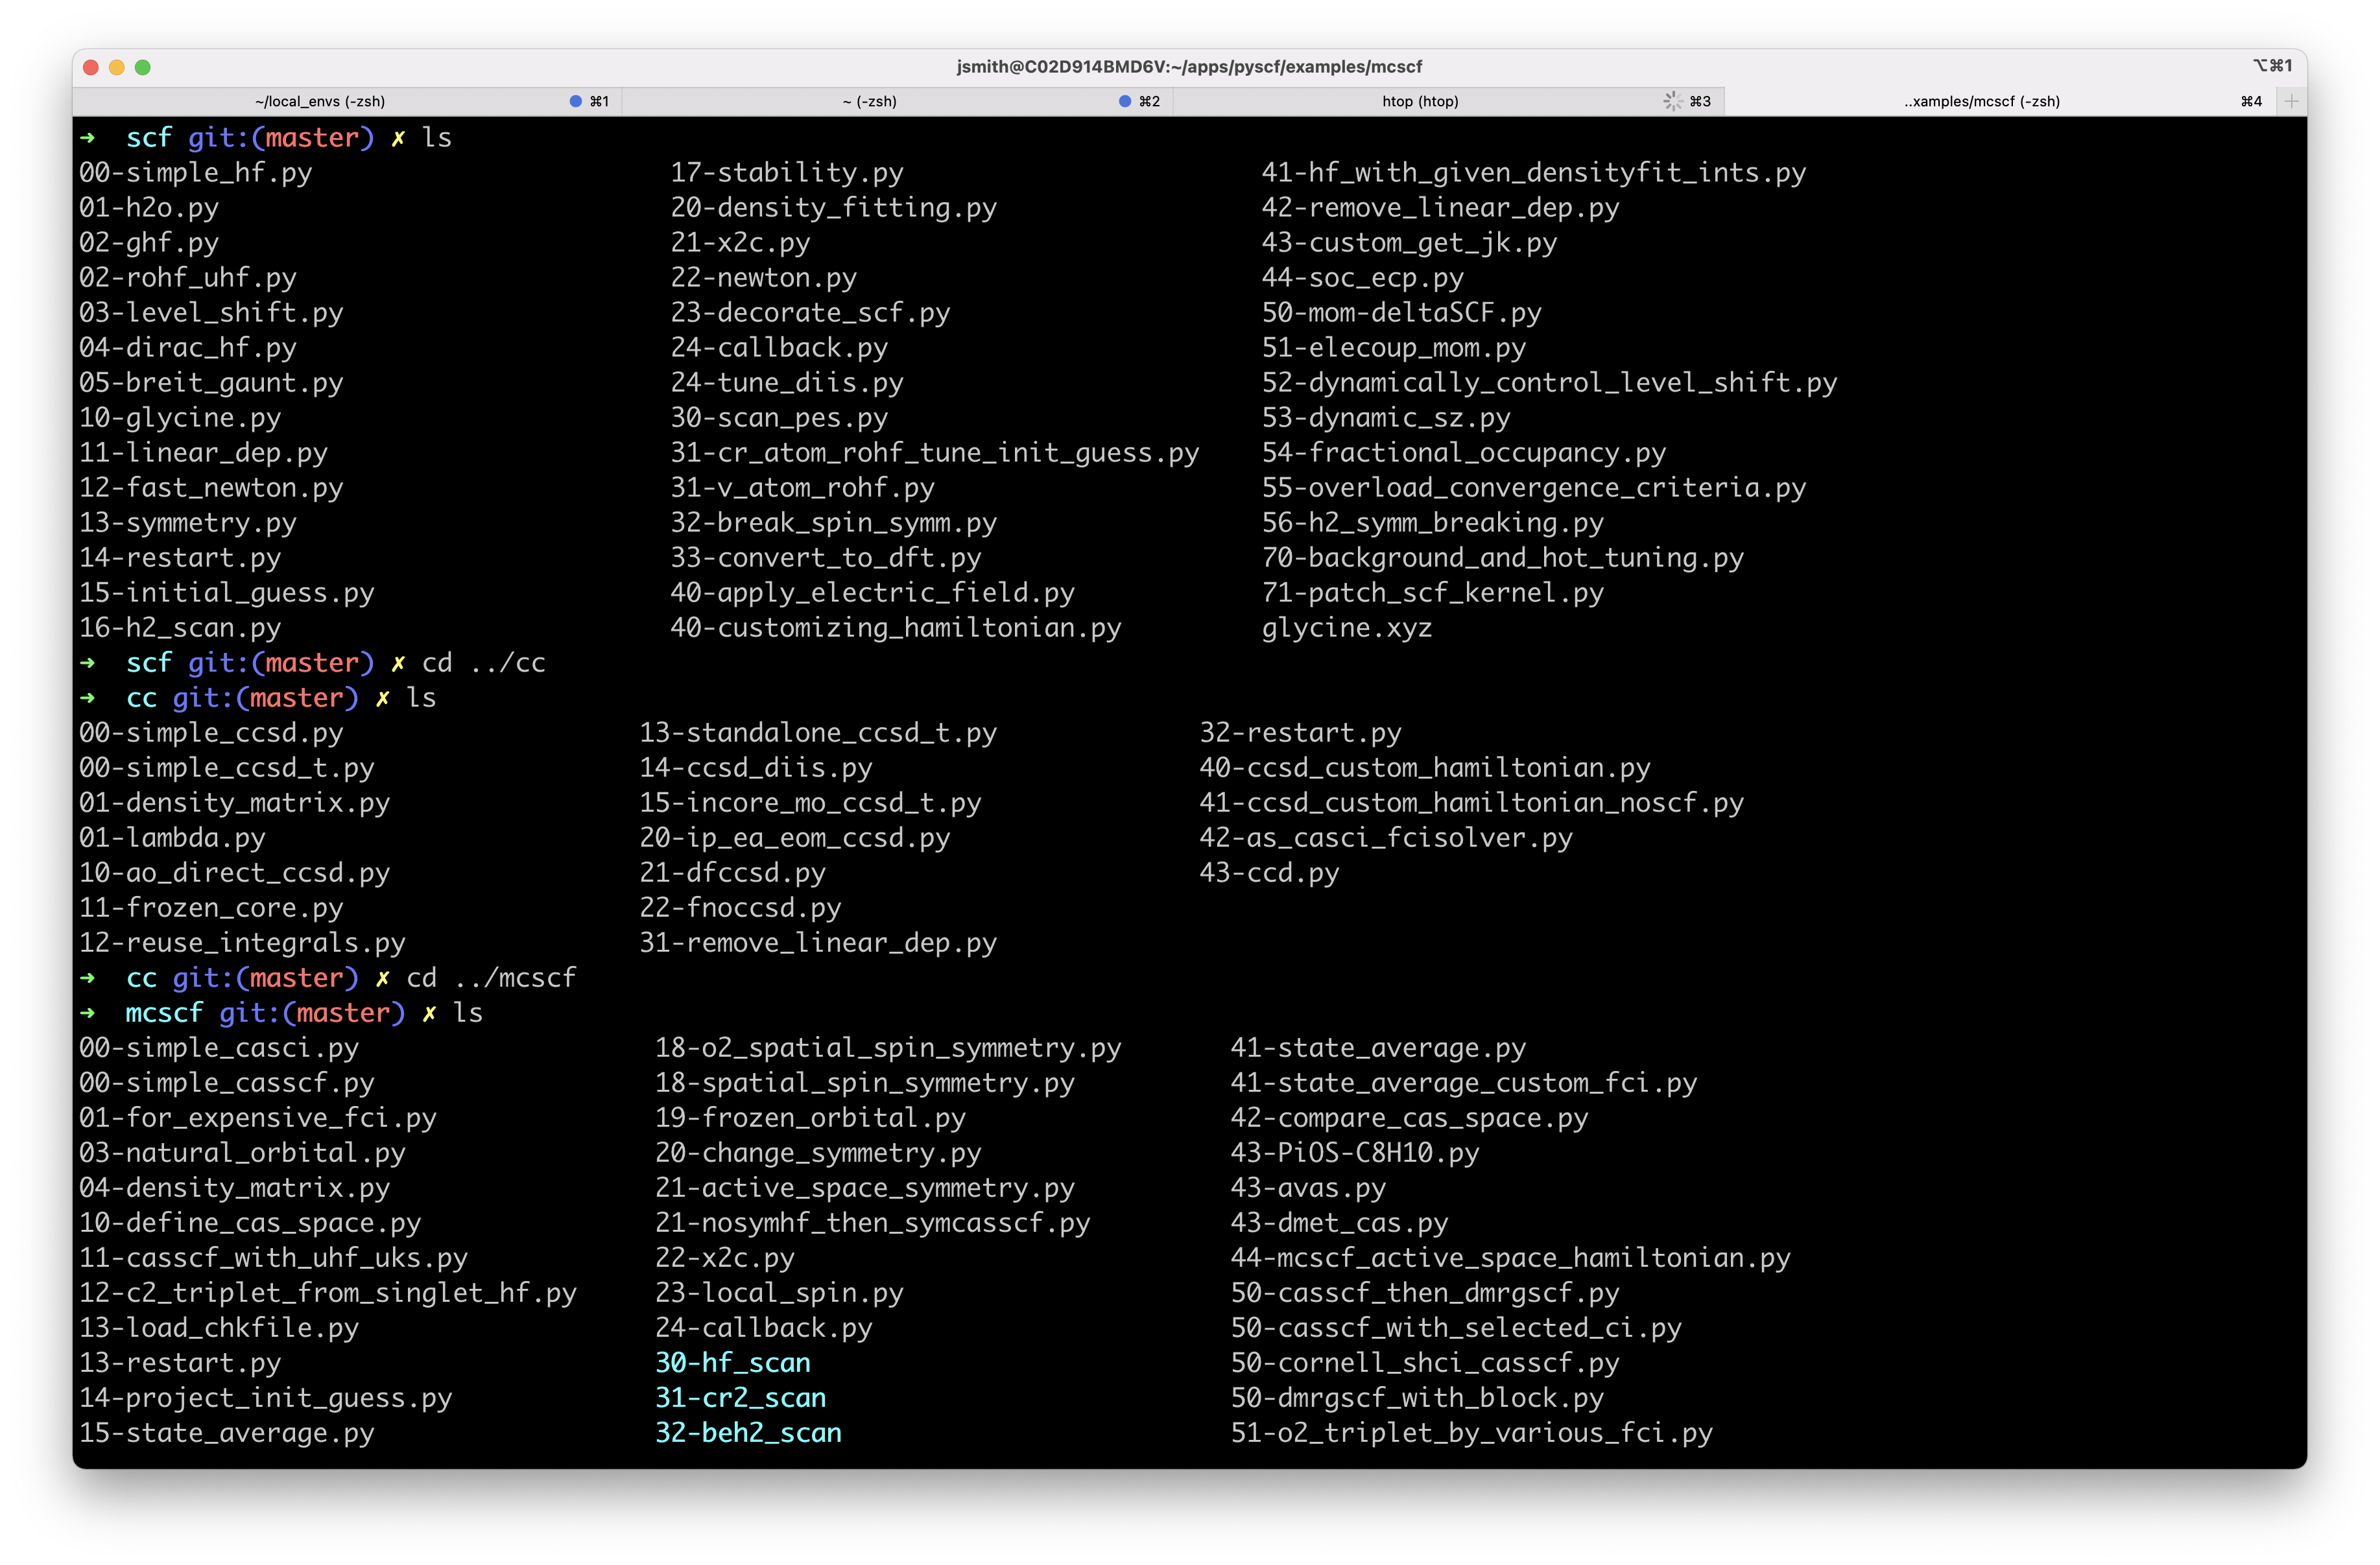 jsmith@C02D914BMD6V:~/apps/pyscf/examples/mcscf ⌥⌘1
~/local_envs (-zsh) ⌘1 ~ (-zsh) ⌘2 htop (htop) ⌘3 ..xamples/mcscf (-zsh) ⌘4 +
➜ scf git:(master) ✗ ls
00-simple_hf.py 17-stability.py 41-hf_with_given_densityfit_ints.py
01-h2o.py 20-density_fitting.py 42-remove_linear_dep.py
02-ghf.py 21-x2c.py 43-custom_get_jk.py
02-rohf_uhf.py 22-newton.py 44-soc_ecp.py
03-level_shift.py 23-decorate_scf.py 50-mom-deltaSCF.py
04-dirac_hf.py 24-callback.py 51-elecoup_mom.py
05-breit_gaunt.py 24-tune_diis.py 52-dynamically_control_level_shift.py
10-glycine.py 30-scan_pes.py 53-dynamic_sz.py
11-linear_dep.py 31-cr_atom_rohf_tune_init_guess.py 54-fractional_occupancy.py
12-fast_newton.py 31-v_atom_rohf.py 55-overload_convergence_criteria.py
13-symmetry.py 32-break_spin_symm.py 56-h2_symm_breaking.py
14-restart.py 33-convert_to_dft.py 70-background_and_hot_tuning.py
15-initial_guess.py 40-apply_electric_field.py 71-patch_scf_kernel.py
16-h2_scan.py 40-customizing_hamiltonian.py glycine.xyz
➜ scf git:(master) ✗ cd ../cc
➜ cc git:(master) ✗ ls
00-simple_ccsd.py 13-standalone_ccsd_t.py 32-restart.py
00-simple_ccsd_t.py 14-ccsd_diis.py 40-ccsd_custom_hamiltonian.py
01-density_matrix.py 15-incore_mo_ccsd_t.py 41-ccsd_custom_hamiltonian_noscf.py
01-lambda.py 20-ip_ea_eom_ccsd.py 42-as_casci_fcisolver.py
10-ao_direct_ccsd.py 21-dfccsd.py 43-ccd.py
11-frozen_core.py 22-fnoccsd.py
12-reuse_integrals.py 31-remove_linear_dep.py
➜ cc git:(master) ✗ cd ../mcscf
➜ mcscf git:(master) ✗ ls
00-simple_casci.py 18-o2_spatial_spin_symmetry.py 41-state_average.py
00-simple_casscf.py 18-spatial_spin_symmetry.py 41-state_average_custom_fci.py
01-for_expensive_fci.py 19-frozen_orbital.py 42-compare_cas_space.py
03-natural_orbital.py 20-change_symmetry.py 43-PiOS-C8H10.py
04-density_matrix.py 21-active_space_symmetry.py 43-avas.py
10-define_cas_space.py 21-nosymhf_then_symcasscf.py 43-dmet_cas.py
11-casscf_with_uhf_uks.py 22-x2c.py 44-mcscf_active_space_hamiltonian.py
12-c2_triplet_from_singlet_hf.py 23-local_spin.py 50-casscf_then_dmrgscf.py
13-load_chkfile.py 24-callback.py 50-casscf_with_selected_ci.py
13-restart.py 30-hf_scan 50-cornell_shci_casscf.py
14-project_init_guess.py 31-cr2_scan 50-dmrgscf_with_block.py
15-state_average.py 32-beh2_scan 51-o2_triplet_by_various_fci.py